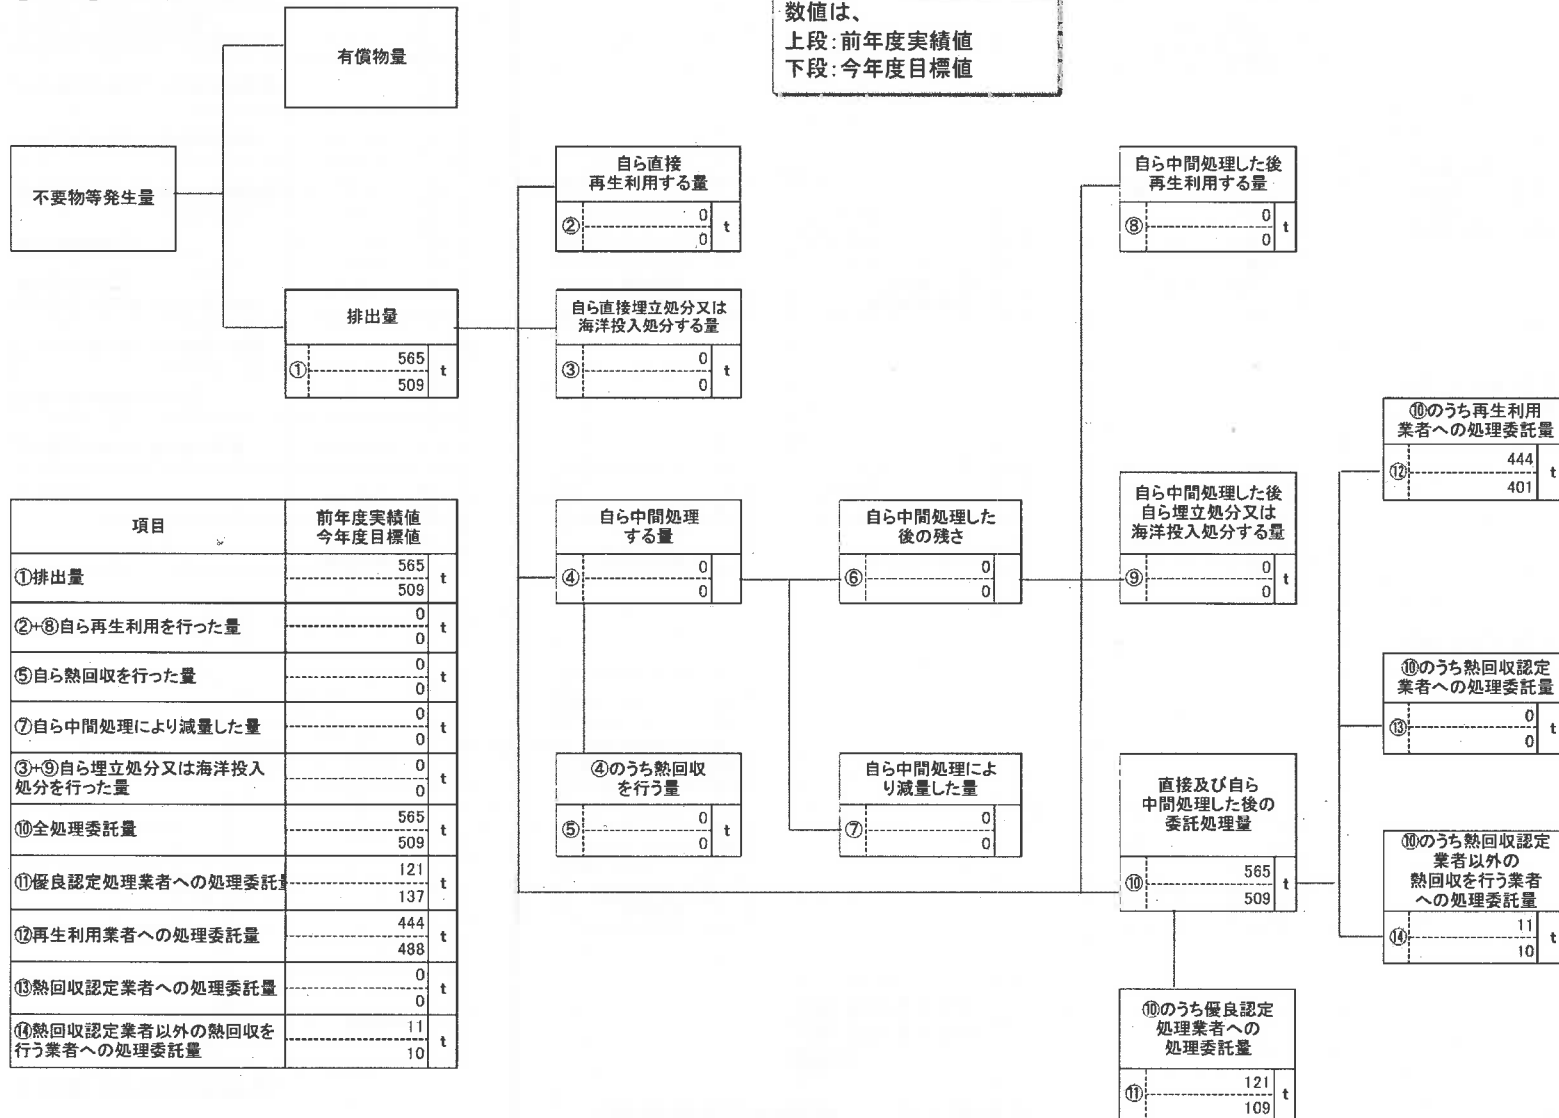 数値は、
上段:前年度実績値
下段:今年度目標値
有償物量
不要物等発生量
排出量
①
565
509
t
自ら直接
再生利用する量
②
0
0
t
自ら直接埋立処分又は
海洋投入処分する量
③
0
0
t
自ら中間処理した後
再生利用する量
⑧
0
0
t
自ら中間処理
する量
④
0
0
自ら中間処理した
後の残さ
⑥
0
0
自ら中間処理した後
自ら埋立処分又は
海洋投入処分する量
⑨
0
0
t
④のうち熱回収
を行う量
⑤
0
0
t
自ら中間処理によ
り減量した量
⑦
0
0
直接及び自ら
中間処理した後の
委託処理量
⑩
565
509
t
⑩のうち再生利用
業者への処理委託量
⑫
444
401
t
⑩のうち熱回収認定
業者への処理委託量
⑬
0
0
t
⑩のうち熱回収認定
業者以外の
熱回収を行う業者
への処理委託量
⑭
11
10
t
⑩のうち優良認定
処理業者への
処理委託量
⑪
121
109
t
項目
前年度実績値
今年度目標値
①排出量
565
509
t
②+⑧自ら再生利用を行った量
0
0
t
⑤自ら熱回収を行った量
0
0
t
⑦自ら中間処理により減量した量
0
0
t
③+⑨自ら埋立処分又は海洋投入
処分を行った量
0
0
t
⑩全処理委託量
565
509
t
⑪優良認定処理業者への処理委託
121
137
t
⑫再生利用業者への処理委託量
444
488
t
⑬熱回収認定業者への処理委託量
0
0
t
⑭熱回収認定業者以外の熱回収を
行う業者への処理委託量
11
10
t